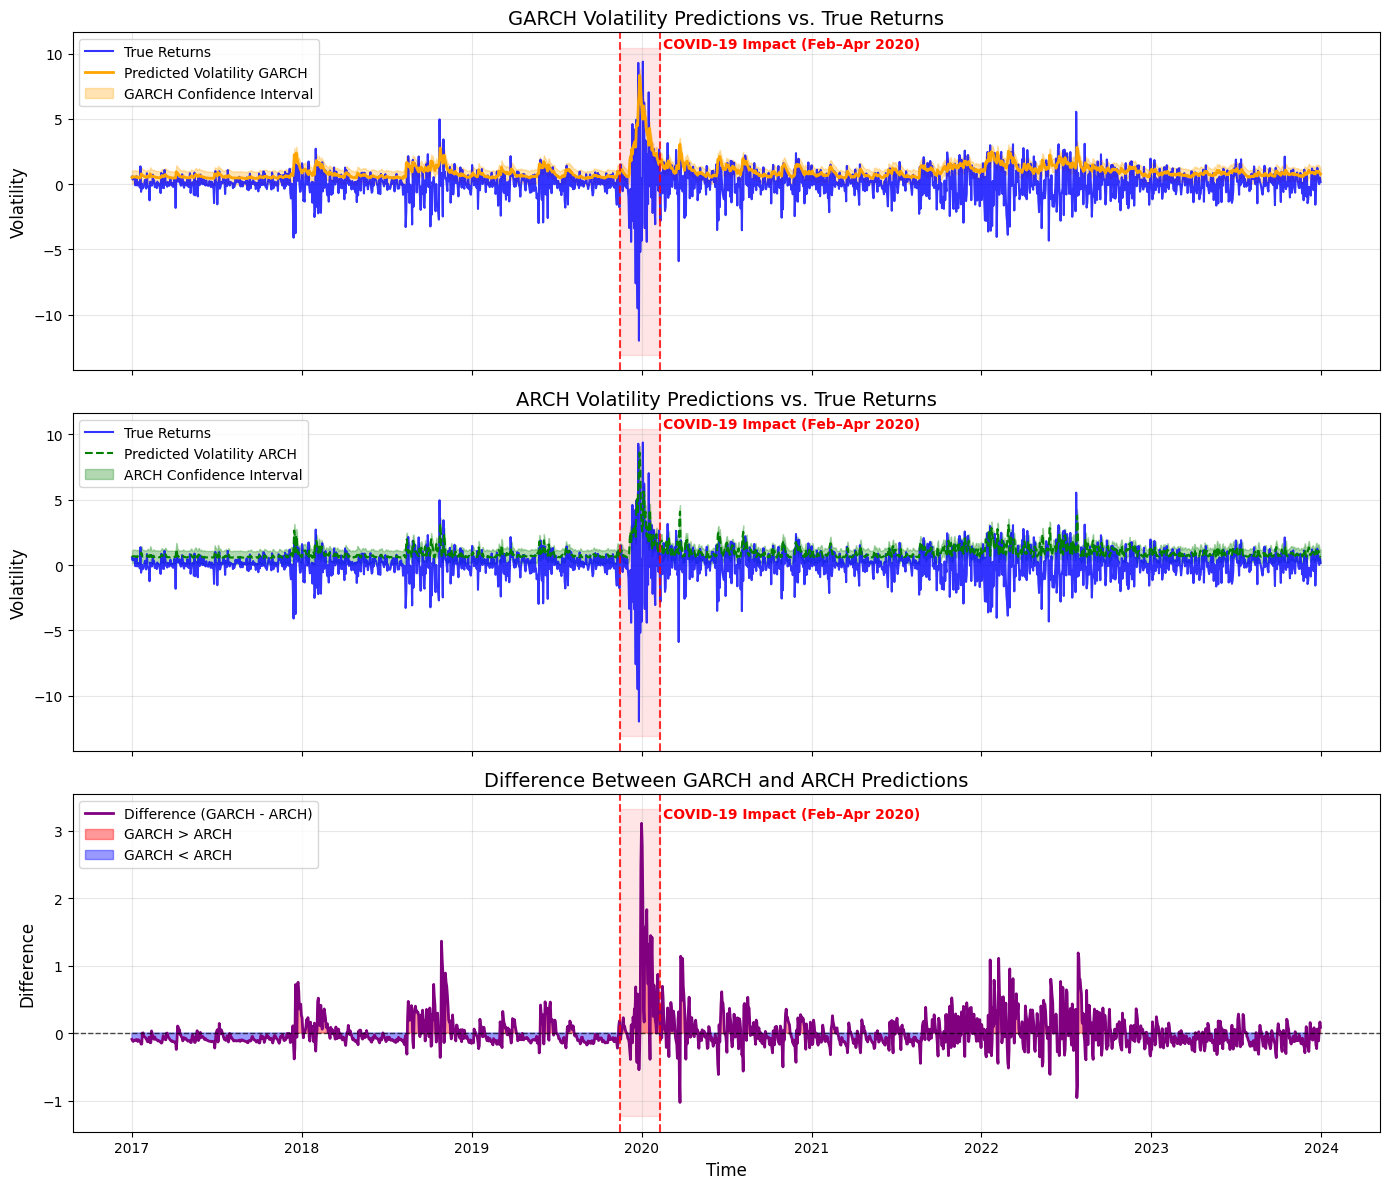 GARCH Volatility Predictions vs. True Returns
COVID-19 Impact (Feb–Apr 2020)
True Returns
Predicted Volatility GARCH
GARCH Confidence Interval
Volatility
10
5
0
−5
−10
ARCH Volatility Predictions vs. True Returns
COVID-19 Impact (Feb–Apr 2020)
True Returns
Predicted Volatility ARCH
ARCH Confidence Interval
Volatility
10
5
0
−5
−10
Difference Between GARCH and ARCH Predictions
COVID-19 Impact (Feb–Apr 2020)
Difference (GARCH - ARCH)
GARCH > ARCH
GARCH < ARCH
Difference
3
2
1
0
−1
2017 2018 2019 2020 2021 2022 2023 2024
Time